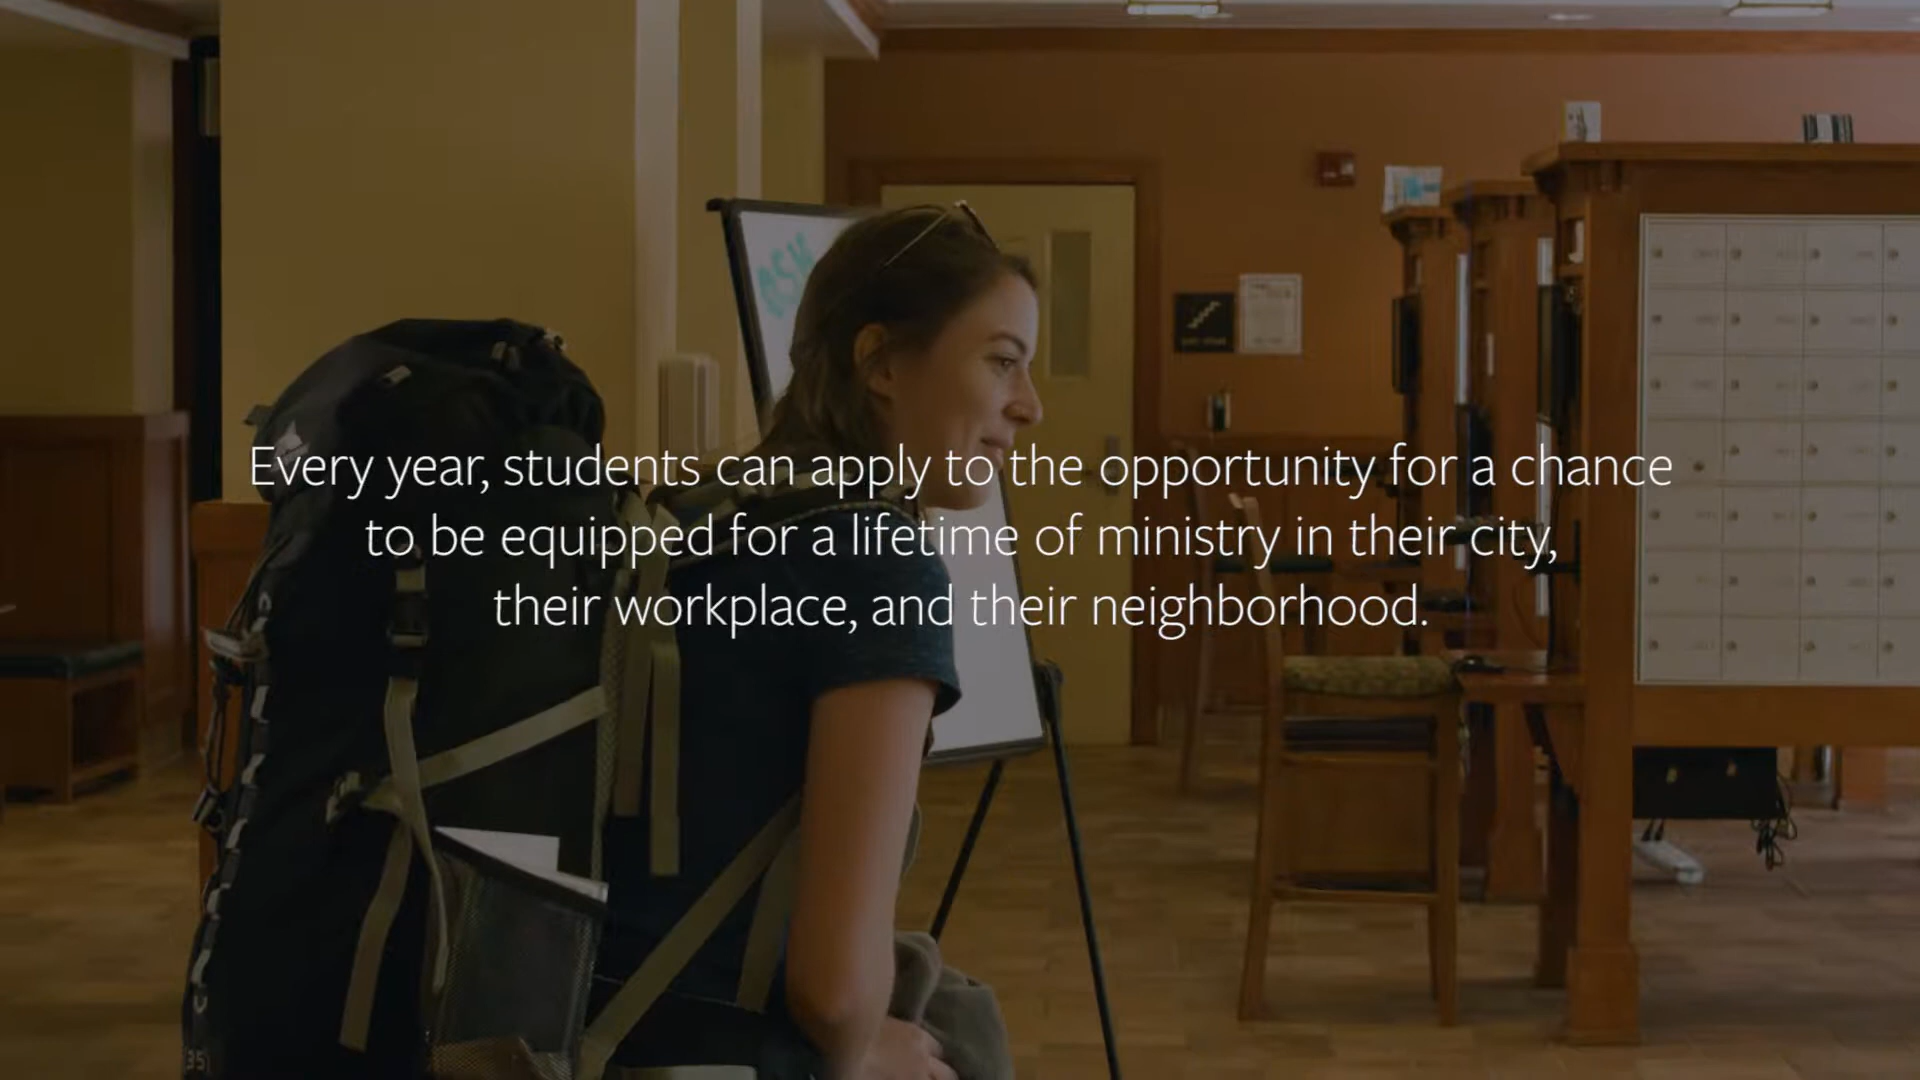 RSH
Every year, students can apply to the opportunity for a chance
to be equipped for a lifetime of ministry in their city,
their workplace, and their neighborhood.